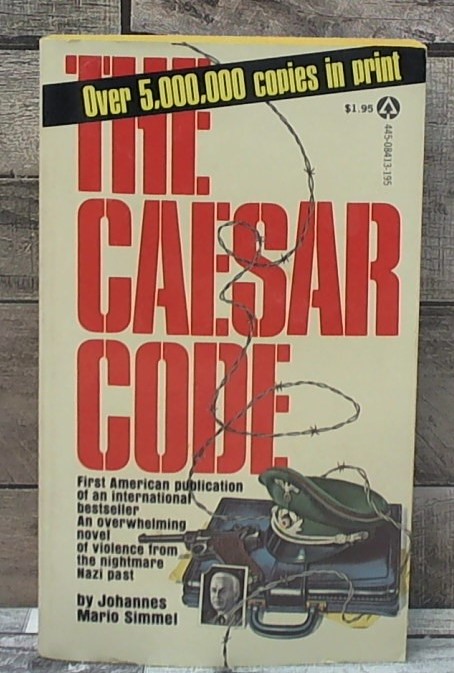 Over 5,000,000 copies in print
$1.95
445-08413-195
THE
CAESAR
CODE
First American publication
of an international
bestseller
An overwhelming
novel
of violence from
the nightmare
Nazi past
by Johannes
Mario Simmel